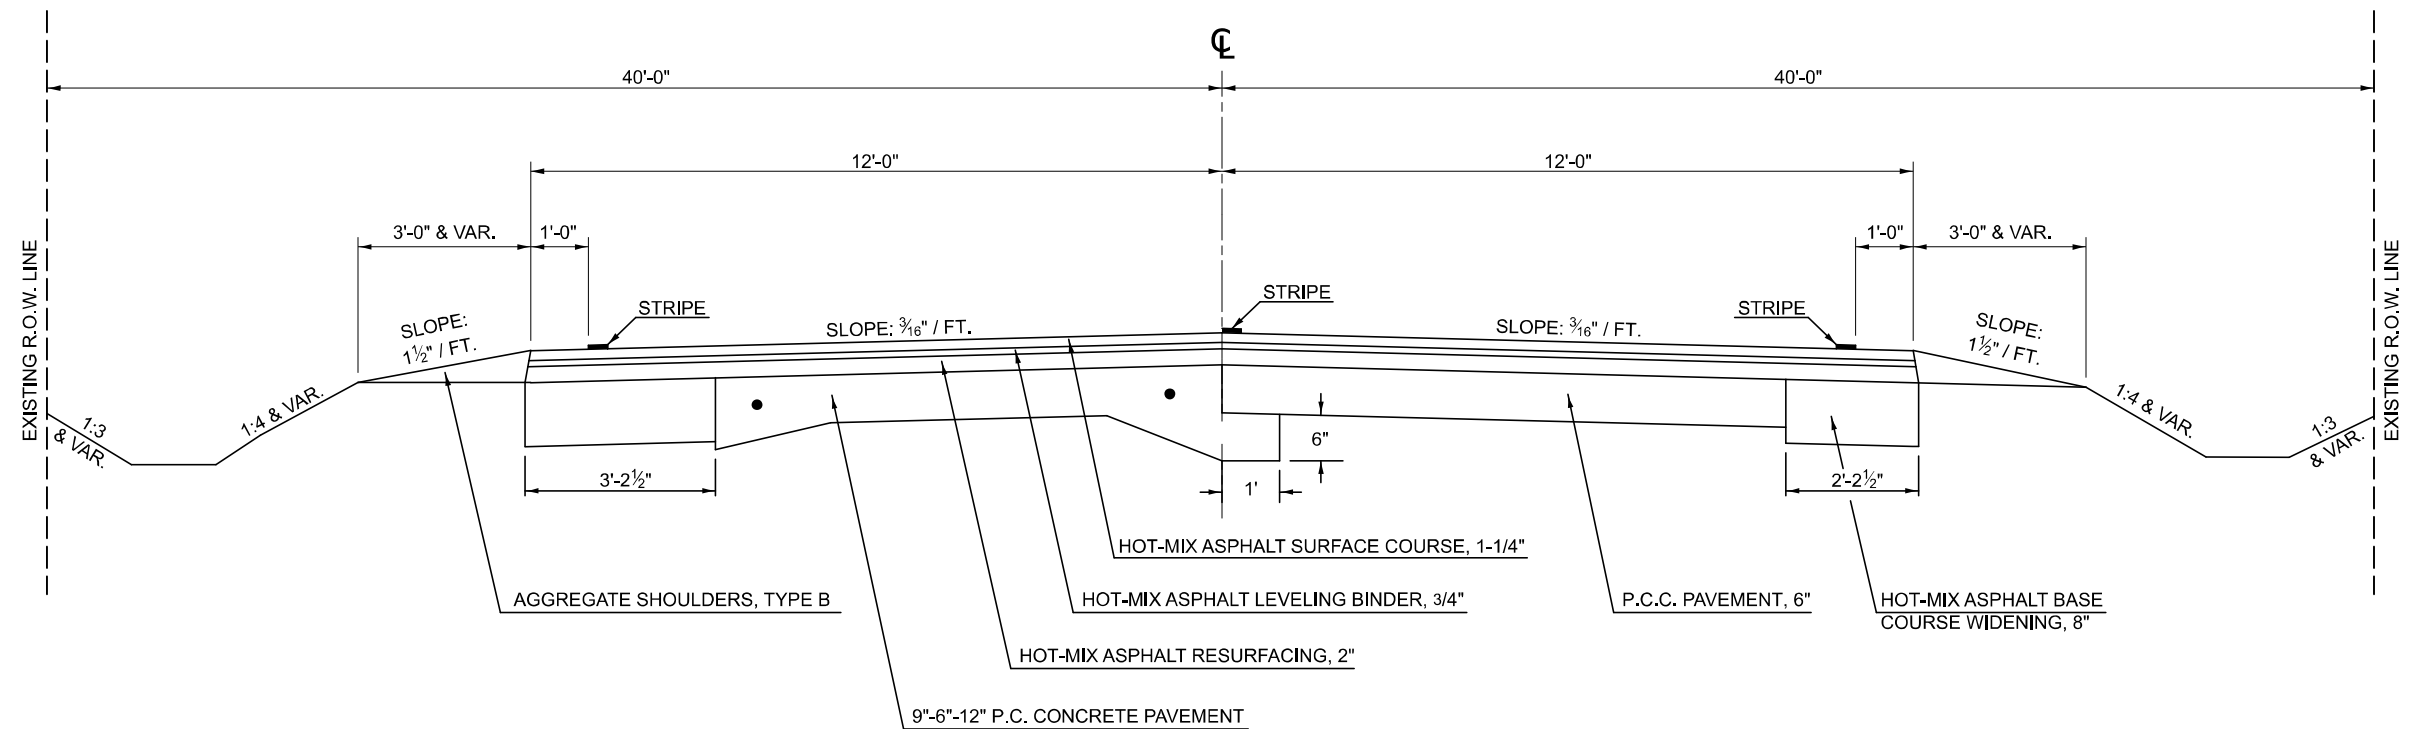 ℄
40'-0" 40'-0"
12'-0" 12'-0"
3'-0" & VAR. 1'-0" 1'-0" 3'-0" & VAR.
EXISTING R.O.W. LINE
EXISTING R.O.W. LINE
STRIPE
STRIPE
STRIPE
SLOPE:
1½" / FT.
SLOPE: 3⁄16" / FT.
SLOPE: 3⁄16" / FT.
SLOPE:
1½" / FT.
1:3
& VAR.
1:4 & VAR.
1:4 & VAR.
1:3
& VAR.
6"
3'-2½"
1'
2'-2½"
HOT-MIX ASPHALT SURFACE COURSE, 1-1/4"
AGGREGATE SHOULDERS, TYPE B
HOT-MIX ASPHALT LEVELING BINDER, 3/4"
P.C.C. PAVEMENT, 6"
HOT-MIX ASPHALT BASE
COURSE WIDENING, 8"
HOT-MIX ASPHALT RESURFACING, 2"
9"-6"-12" P.C. CONCRETE PAVEMENT